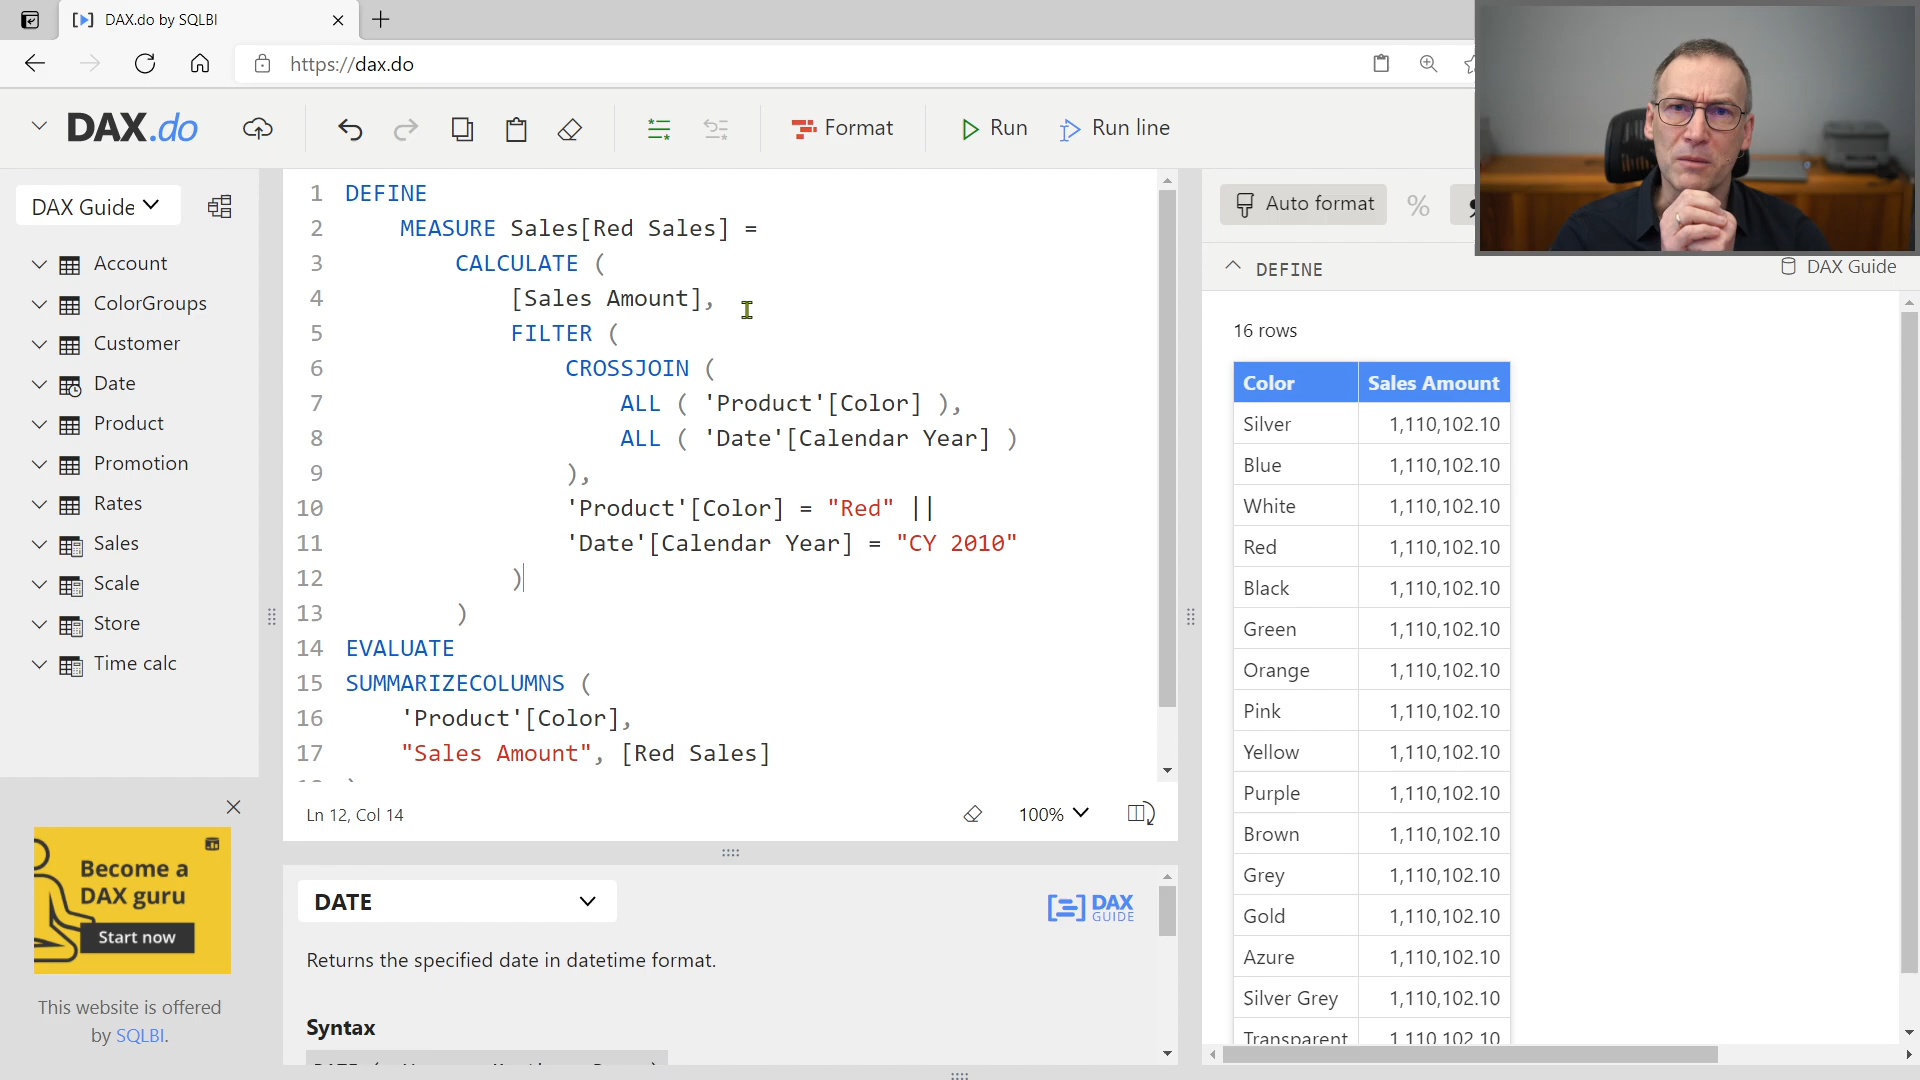 DAX.do by SQLBI
https://dax.do
DAX.do
Format
Run
Run line
DAX Guide
Account
ColorGroups
Customer
Date
Product
Promotion
Rates
Sales
Scale
Store
Time calc
Become a
DAX guru
Start now
This website is offered
by SQLBI.
1 DEFINE
2 MEASURE Sales[Red Sales] =
3 CALCULATE (
4 [Sales Amount],
5 FILTER (
6 CROSSJOIN (
7 ALL ( 'Product'[Color] ),
8 ALL ( 'Date'[Calendar Year] )
9 ),
10 'Product'[Color] = "Red" ||
11 'Date'[Calendar Year] = "CY 2010"
12 )
13 )
14 EVALUATE
15 SUMMARIZECOLUMNS (
16 'Product'[Color],
17 "Sales Amount", [Red Sales]
Ln 12, Col 14
100%
DATE
DAX
GUIDE
Returns the specified date in datetime format.
Syntax
Auto format
%
DEFINE
DAX Guide
16 rows
Color Sales Amount
Silver 1,110,102.10
Blue 1,110,102.10
White 1,110,102.10
Red 1,110,102.10
Black 1,110,102.10
Green 1,110,102.10
Orange 1,110,102.10
Pink 1,110,102.10
Yellow 1,110,102.10
Purple 1,110,102.10
Brown 1,110,102.10
Grey 1,110,102.10
Gold 1,110,102.10
Azure 1,110,102.10
Silver Grey 1,110,102.10
Transparent 1,110,102.10